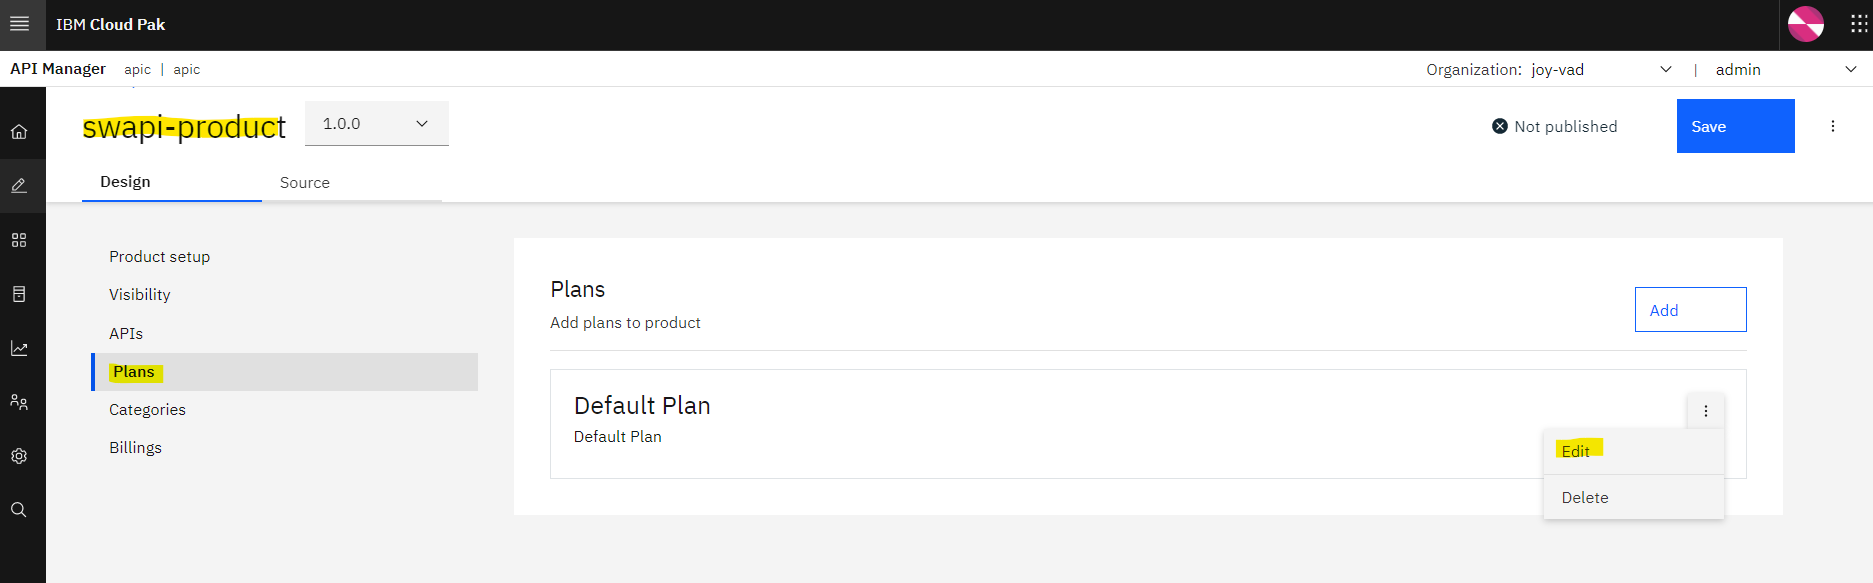 IBM Cloud Pak
API Manager apic | apic Organization: joy-vad | admin
swapi-product 1.0.0 Not published Save
Design Source
Product setup
Visibility
APIs
Plans
Categories
Billings
Plans
Add plans to product
Add
Default Plan
Default Plan
Edit
Delete